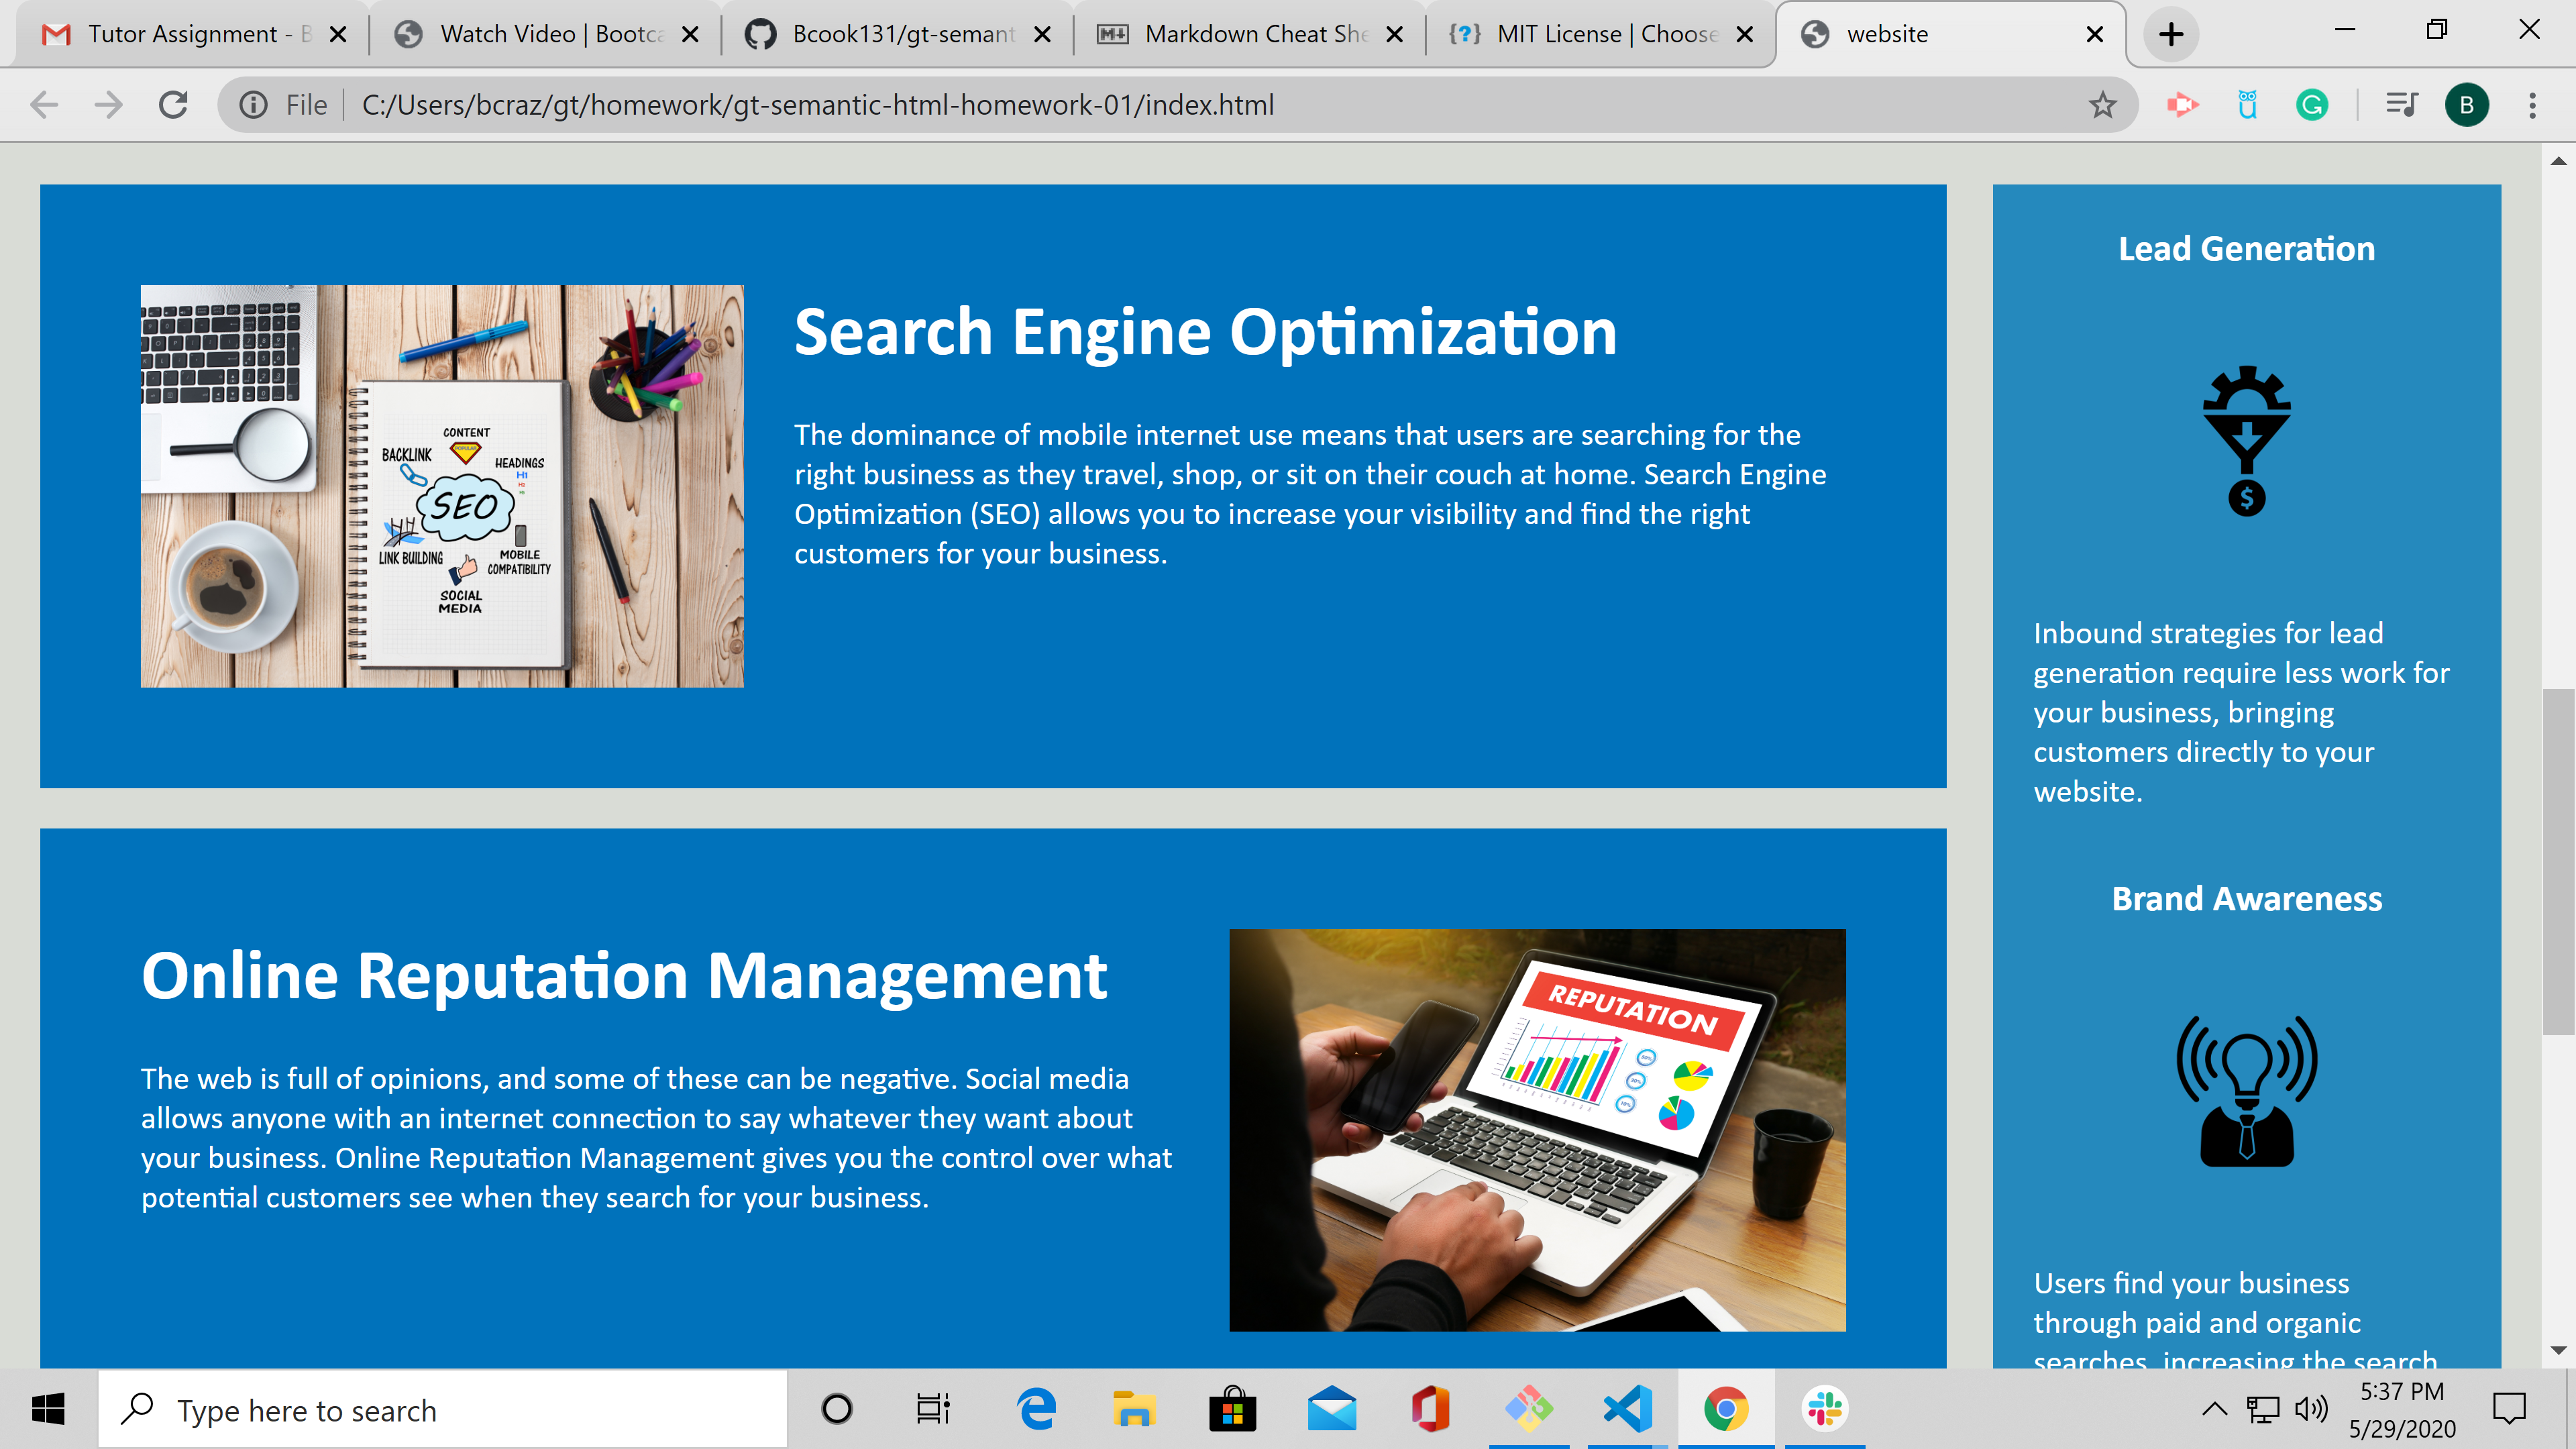 Tutor Assignment - B
Watch Video | Bootca
Bcook131/gt-semant
Markdown Cheat She
MIT License | Choose
website
File
C:/Users/bcraz/gt/homework/gt-semantic-html-homework-01/index.html
B
Search Engine Optimization
The dominance of mobile internet use means that users are searching for the
right business as they travel, shop, or sit on their couch at home. Search Engine
Optimization (SEO) allows you to increase your visibility and find the right
customers for your business.
CONTENT
BACKLINK
HEADINGS
H1
SEO
LINK BUILDING
MOBILE
COMPATIBILITY
SOCIAL
MEDIA
Online Reputation Management
The web is full of opinions, and some of these can be negative. Social media
allows anyone with an internet connection to say whatever they want about
your business. Online Reputation Management gives you the control over what
potential customers see when they search for your business.
REPUTATION
Lead Generation
$
Inbound strategies for lead
generation require less work for
your business, bringing
customers directly to your
website.
Brand Awareness
Users find your business
through paid and organic
searches, increasing the search
Type here to search
5:37 PM
5/29/2020